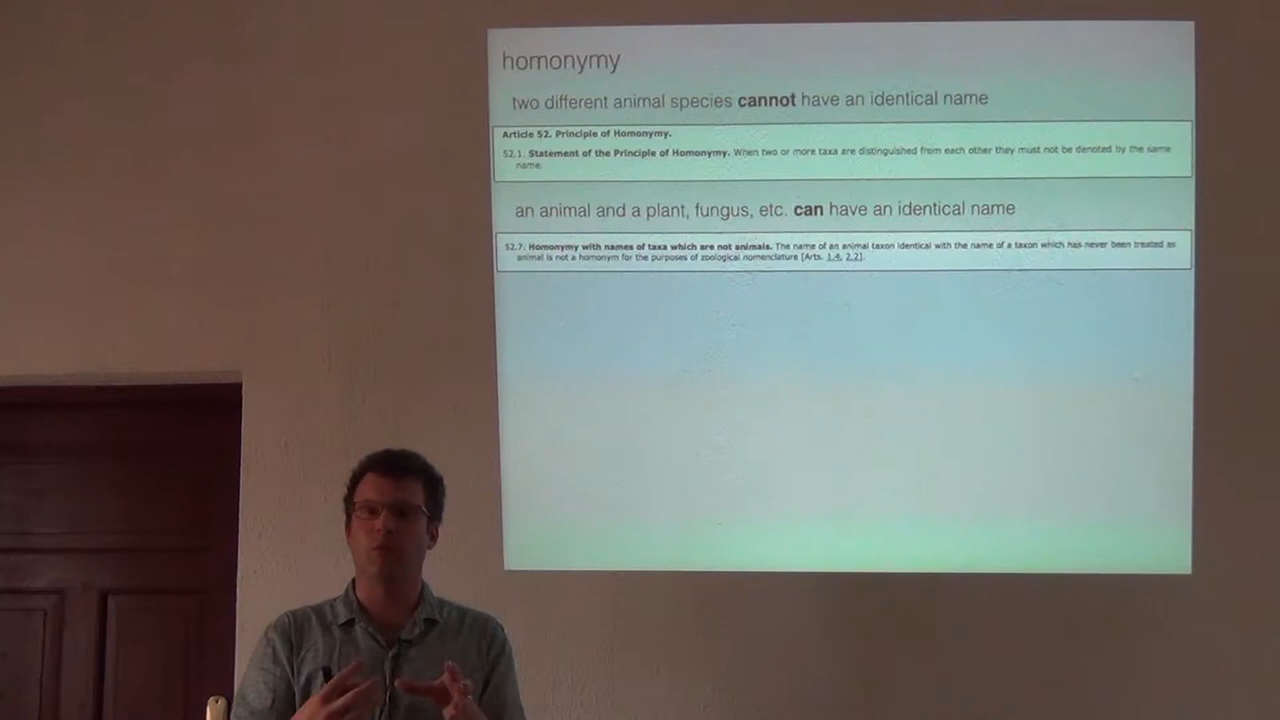 homonymy
two different animal species cannot have an identical name
Article 52. Principle of Homonymy.
52.1. Statement of the Principle of Homonymy. When two or more taxa are distinguished from each other they must not be denoted by the same
name.
an animal and a plant, fungus, etc. can have an identical name
52.7. Homonymy with names of taxa which are not animals. The name of an animal taxon identical with the name of a taxon which has never been treated as
animal is not a homonym for the purposes of zoological nomenclature [Arts. 1.4, 2.2].